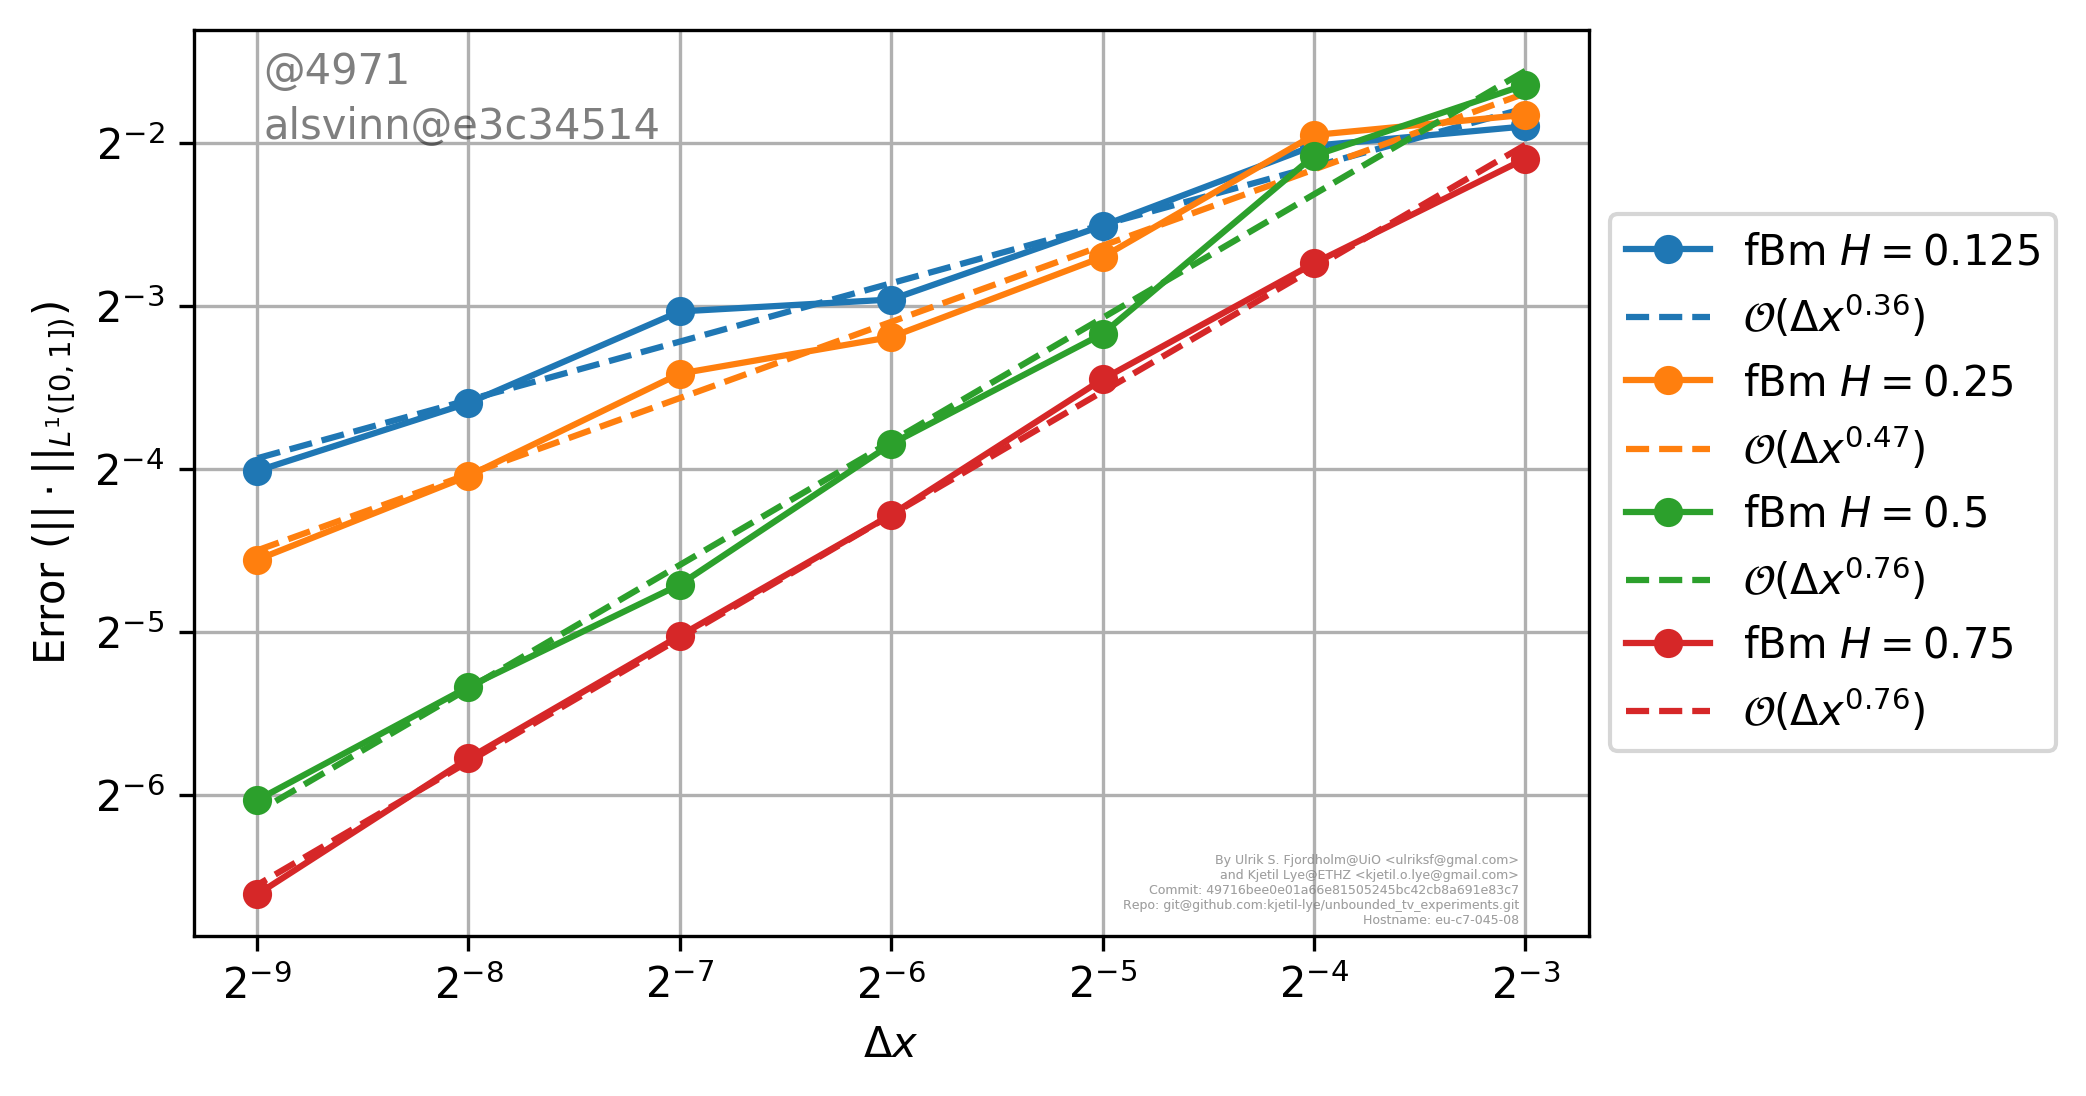 @4971
alsvinn@e3c34514
Error (|| · ||_{L^1([0, 1])})
2^{-2}
2^{-3}
2^{-4}
2^{-5}
2^{-6}
2^{-9} 2^{-8} 2^{-7} 2^{-6} 2^{-5} 2^{-4} 2^{-3}
Δx
By Ulrik S. Fjordholm@UiO <ulriksf@gmal.com>
and Kjetil Lye@ETHZ <kjetil.o.lye@gmail.com>
Commit: 49716bee0e01a66e81505245bc42cb8a691e83c7
Repo: git@github.com:kjetil-lye/unbounded_tv_experiments.git
Hostname: eu-c7-045-08
fBm H = 0.125
𝒪(Δx^{0.36})
fBm H = 0.25
𝒪(Δx^{0.47})
fBm H = 0.5
𝒪(Δx^{0.76})
fBm H = 0.75
𝒪(Δx^{0.76})